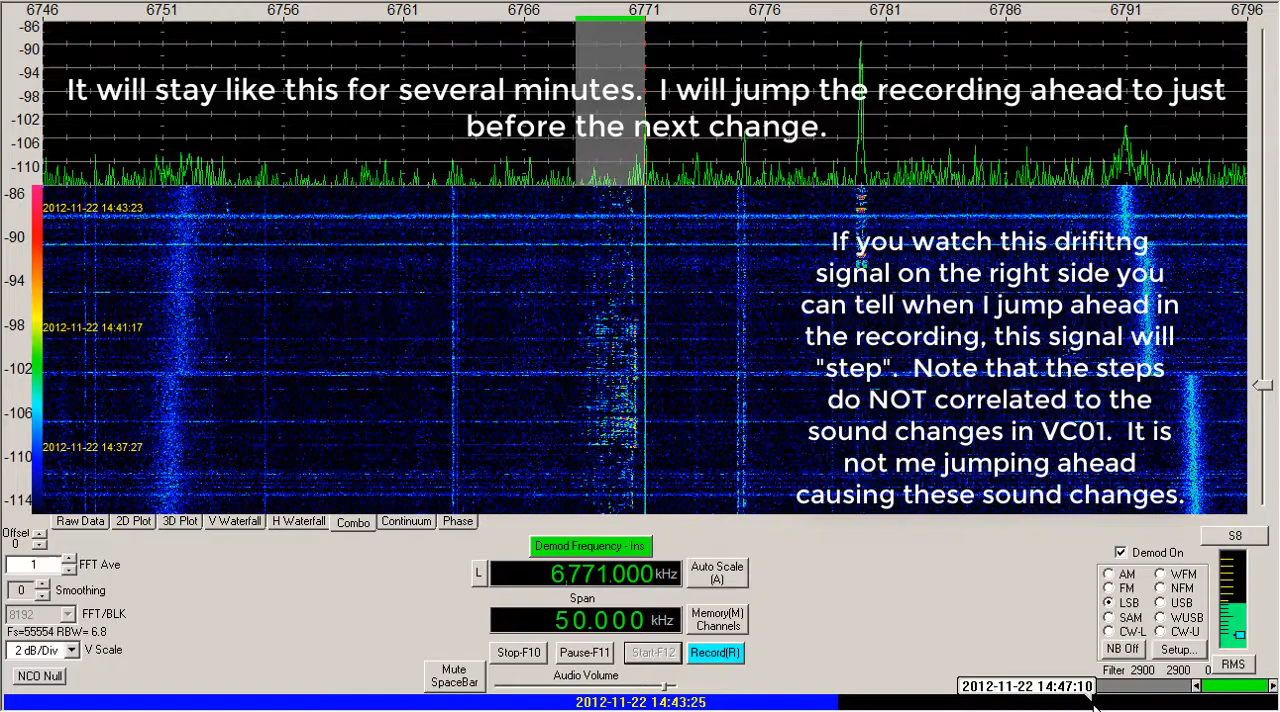 6746 6751 6756 6761 6766 6771 6776 6781 6786 6791 6796
-86
-90
-94
-98
-102
-106
-110
It will stay like this for several minutes. I will jump the recording ahead to just
before the next change.
-86
-90
-94
-98
-102
-106
-110
-114
2012-11-22 14:43:23
2012-11-22 14:41:17
2012-11-22 14:37:27
If you watch this drifitng
signal on the right side you
can tell when I jump ahead in
the recording, this signal will
"step". Note that the steps
do NOT correlated to the
sound changes in VC01. It is
not me jumping ahead
causing these sound changes.
Raw Data 2D Plot 3D Plot V Waterfall H Waterfall Combo Continuum Phase
Offset
0
1 FFT Ave
0 Smoothing
8192 FFT/BLK
Fs=55554 RBW= 6.8
2 dB/Div V Scale
NCO Null
Demod Frequency - Ins
L 6,771.000 kHz
Auto Scale
(A)
Span
50.000 kHz
Memory(M)
Channels
Stop-F10 Pause-F11 Start-F12 Record(R)
Mute
SpaceBar
Audio Volume
S8
Demod On
AM WFM
FM NFM
LSB USB
SAM WUSB
CW-L CW-U
NB Off Setup...
Filter 2900 2900 0
RMS
2012-11-22 14:47:10
2012-11-22 14:43:25